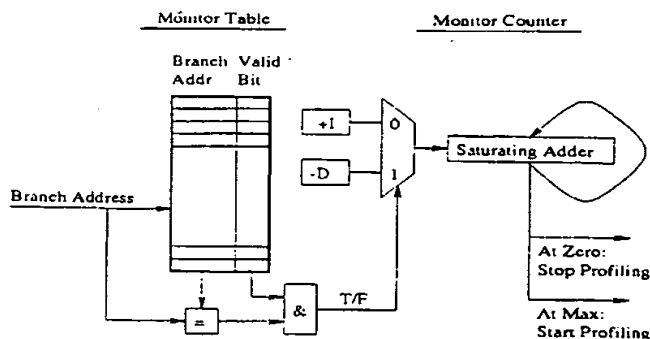 Monitor Table
Monitor Counter
Branch Valid
Addr Bit
+I
0
Saturating Adder
-D
1
Branch Address
At Zero:
Stop Profiling
T/F
&
=
At Max:
Start Profiling